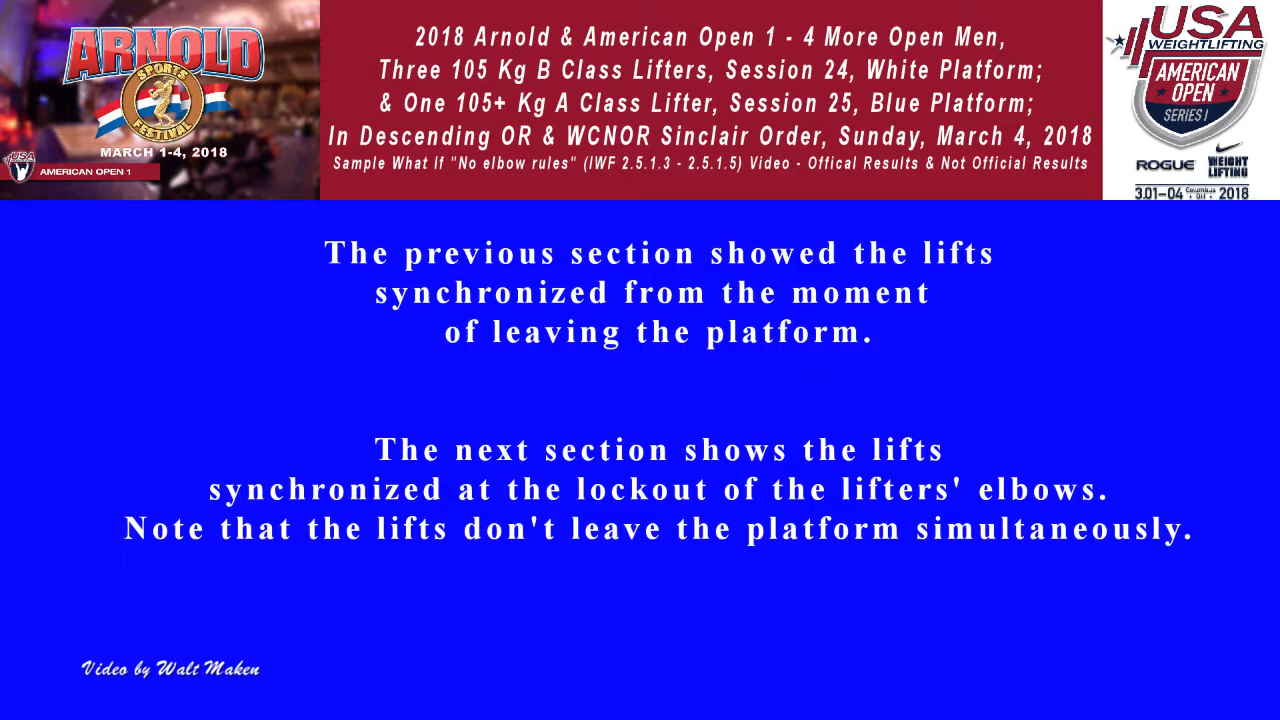 ARNOLD
SPORTS
FESTIVAL
MARCH 1-4, 2018
USA
AMERICAN OPEN 1
2018 Arnold & American Open 1 - 4 More Open Men,
Three 105 Kg B Class Lifters, Session 24, White Platform;
& One 105+ Kg A Class Lifter, Session 25, Blue Platform;
In Descending OR & WCNOR Sinclair Order, Sunday, March 4, 2018
Sample What If "No elbow rules" (IWF 2.5.1.3 - 2.5.1.5) Video - Offical Results & Not Official Results
USA
WEIGHTLIFTING
AMERICAN
OPEN
SERIES I
ROGUE
WEIGHT
LIFTING
3.01-04 Columbus 2018
The previous section showed the lifts
synchronized from the moment
of leaving the platform.
The next section shows the lifts
synchronized at the lockout of the lifters' elbows.
Note that the lifts don't leave the platform simultaneously.
Video by Walt Maken